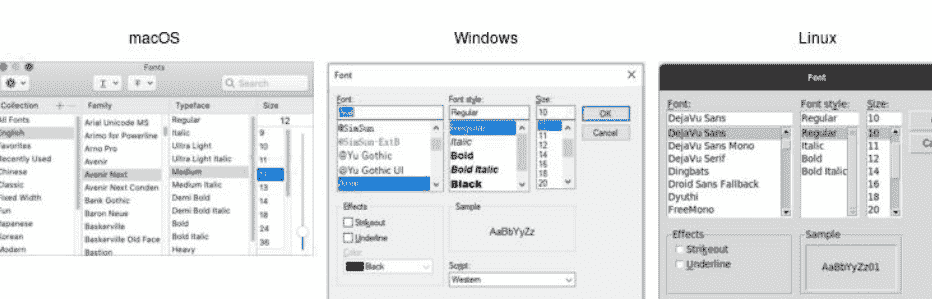 macOS
Windows
Linux
Fonts
Search
Collection
Family
Typeface
Size
12
All Fonts
English
Favorites
Recently Used
Chinese
Classic
Fixed Width
Fun
Japanese
Korean
Modern
Arial Unicode MS
Arimo for Powerline
Arno Pro
Avenir
Avenir Next
Avenir Next Conden
Bank Gothic
Baron Neue
Baskerville
Baskerville Old Face
Bastion
Regular
Italic
Ultra Light
Ultra Light Italic
Medium
Medium Italic
Demi Bold
Demi Bold Italic
Bold
Bold Italic
Heavy
9
10
11
13
14
18
24
36
Font
Font:
Font style:
Size:
Regular
10
OK
Cancel
@SimSun
@SimSun-ExtB
@Yu Gothic
@Yu Gothic UI
Italic
Bold
Bold Italic
Black
11
12
14
16
18
20
Effects
Strikeout
Underline
Color:
Black
Sample
AaBbYyZz
Script:
Western
Font
Font:
Font style:
Size:
DejaVu Sans
Regular
10
DejaVu Sans
DejaVu Sans Mono
DejaVu Serif
Dingbats
Droid Sans Fallback
Dyuthi
FreeMono
Regular
Italic
Bold
Bold Italic
10
11
12
14
16
18
20
Ca
Effects
Strikeout
Underline
Sample
AaBbYyZz01